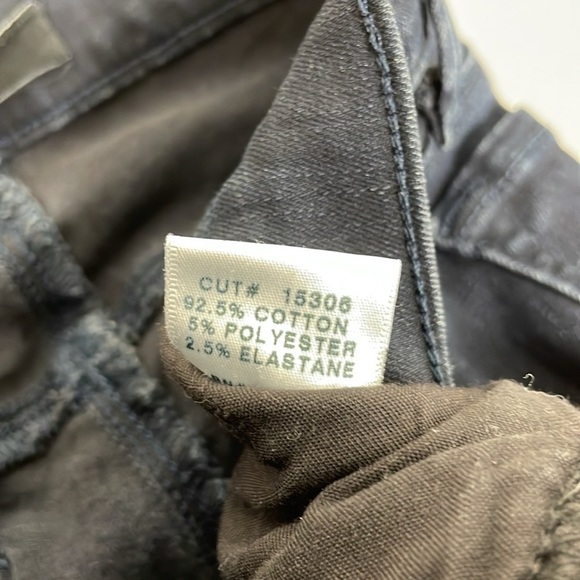 CUT# 15306
92.5% COTTON
5% POLYESTER
2.5% ELASTANE